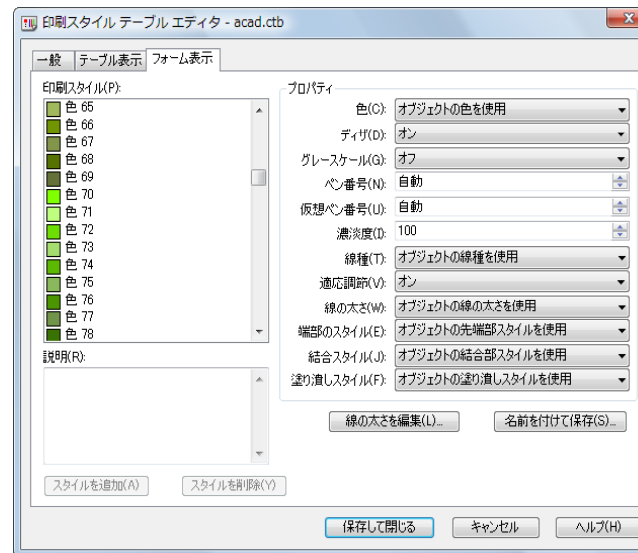 印刷スタイル テーブル エディタ - acad.ctb
一般 テーブル表示 フォーム表示
印刷スタイル(P):
色 65
色 66
色 67
色 68
色 69
色 70
色 71
色 72
色 73
色 74
色 75
色 76
色 77
色 78
説明(R):
スタイルを追加(A) スタイルを削除(Y)
プロパティ
色(C): オブジェクトの色を使用
ディザ(D): オン
グレースケール(G): オフ
ペン番号(N): 自動
仮想ペン番号(U): 自動
濃淡度(I): 100
線種(T): オブジェクトの線種を使用
適応調節(V): オン
線の太さ(W): オブジェクトの線の太さを使用
端部のスタイル(E): オブジェクトの先端部スタイルを使用
結合スタイル(J): オブジェクトの結合部スタイルを使用
塗り潰しスタイル(F): オブジェクトの塗り潰しスタイルを使用
線の太さを編集(L)... 名前を付けて保存(S)...
保存して閉じる キャンセル ヘルプ(H)